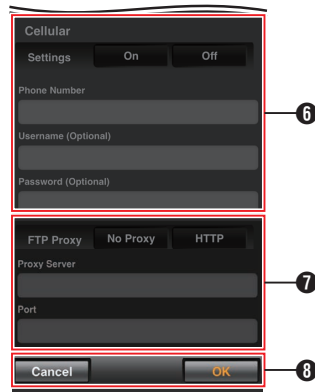 Cellular
Settings On Off
Phone Number
Username (Optional)
Password (Optional)
6
FTP Proxy No Proxy HTTP
Proxy Server
Port
7
Cancel OK
8